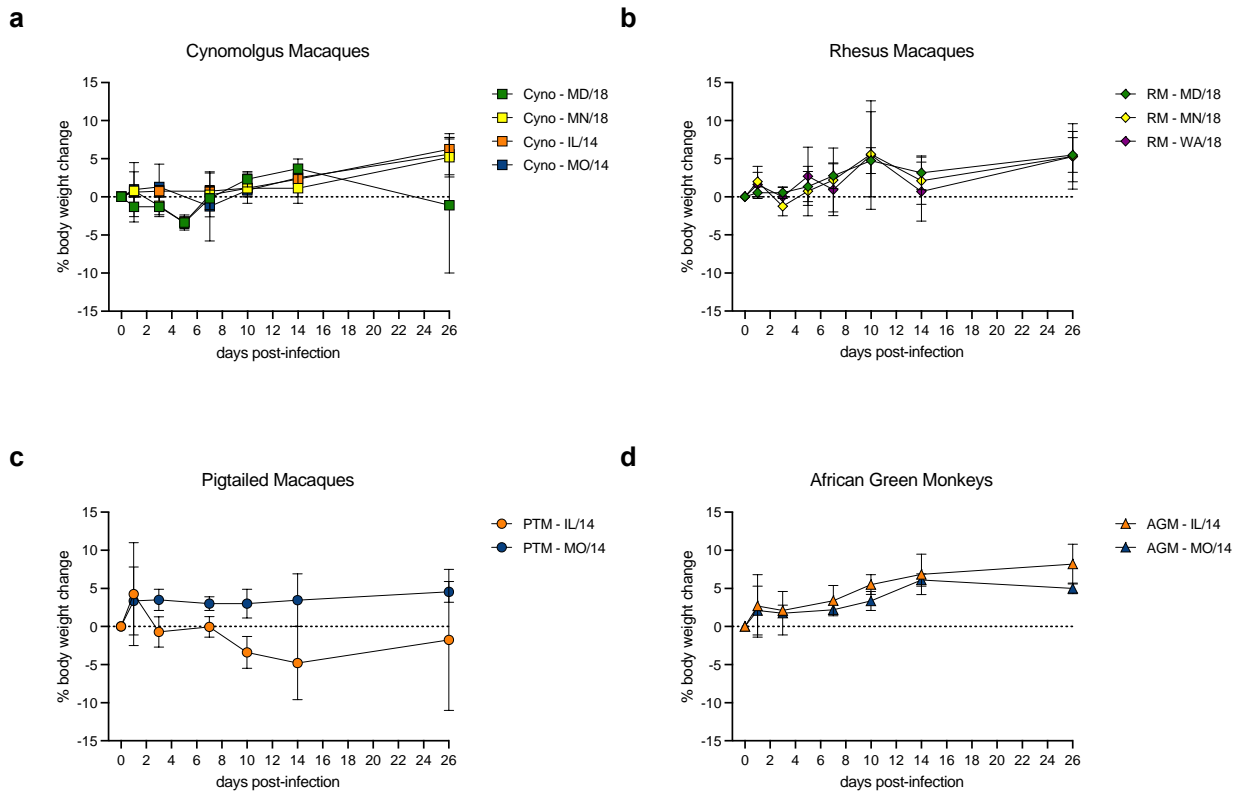 a
Cynomolgus Macaques
15
10
5
0
-5
-10
-15
% body weight change
0 2 4 6 8 10 12 14 16 18 20 22 24 26
days post-infection
Cyno - MD/18
Cyno - MN/18
Cyno - IL/14
Cyno - MO/14
b
Rhesus Macaques
15
10
5
0
-5
-10
-15
% body weight change
0 2 4 6 8 10 12 14 16 18 20 22 24 26
days post-infection
RM - MD/18
RM - MN/18
RM - WA/18
c
Pigtailed Macaques
15
10
5
0
-5
-10
-15
% body weight change
0 2 4 6 8 10 12 14 16 18 20 22 24 26
days post-infection
PTM - IL/14
PTM - MO/14
d
African Green Monkeys
15
10
5
0
-5
-10
-15
% body weight change
0 2 4 6 8 10 12 14 16 18 20 22 24 26
days post-infection
AGM - IL/14
AGM - MO/14